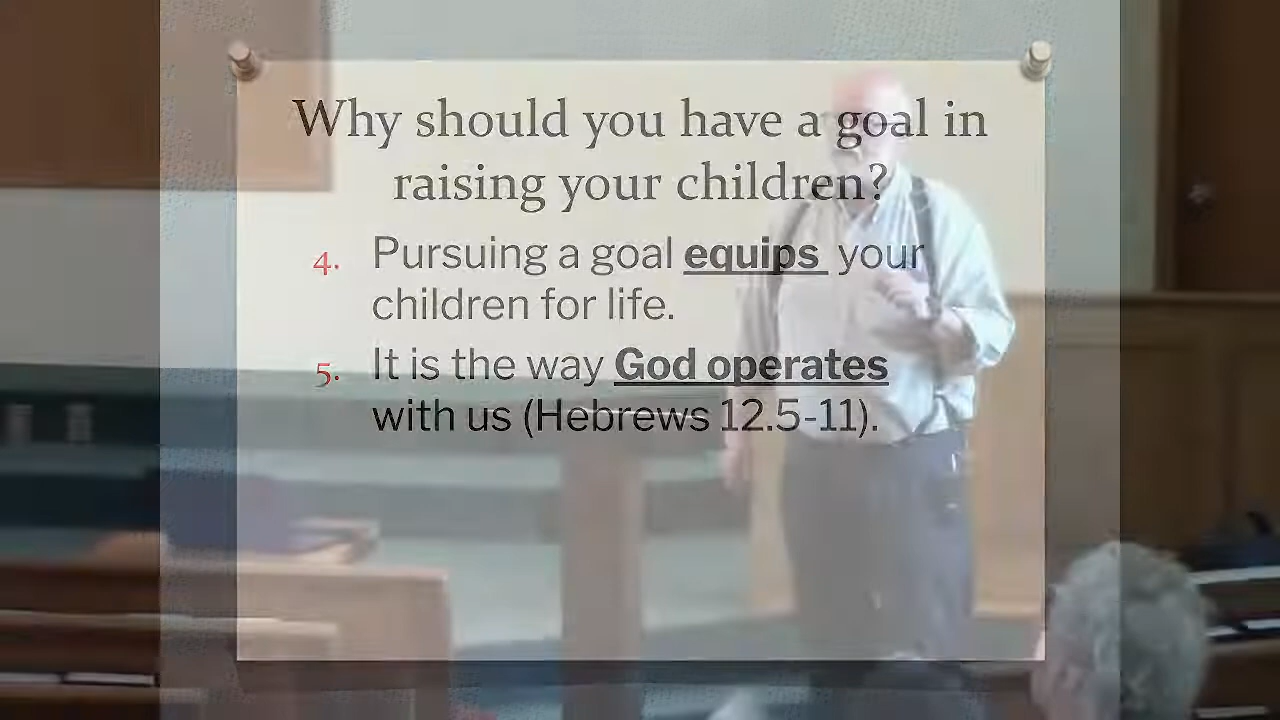 Why should you have a goal in
raising your children?
4. Pursuing a goal equips your
children for life.
5. It is the way God operates
with us (Hebrews 12.5-11).